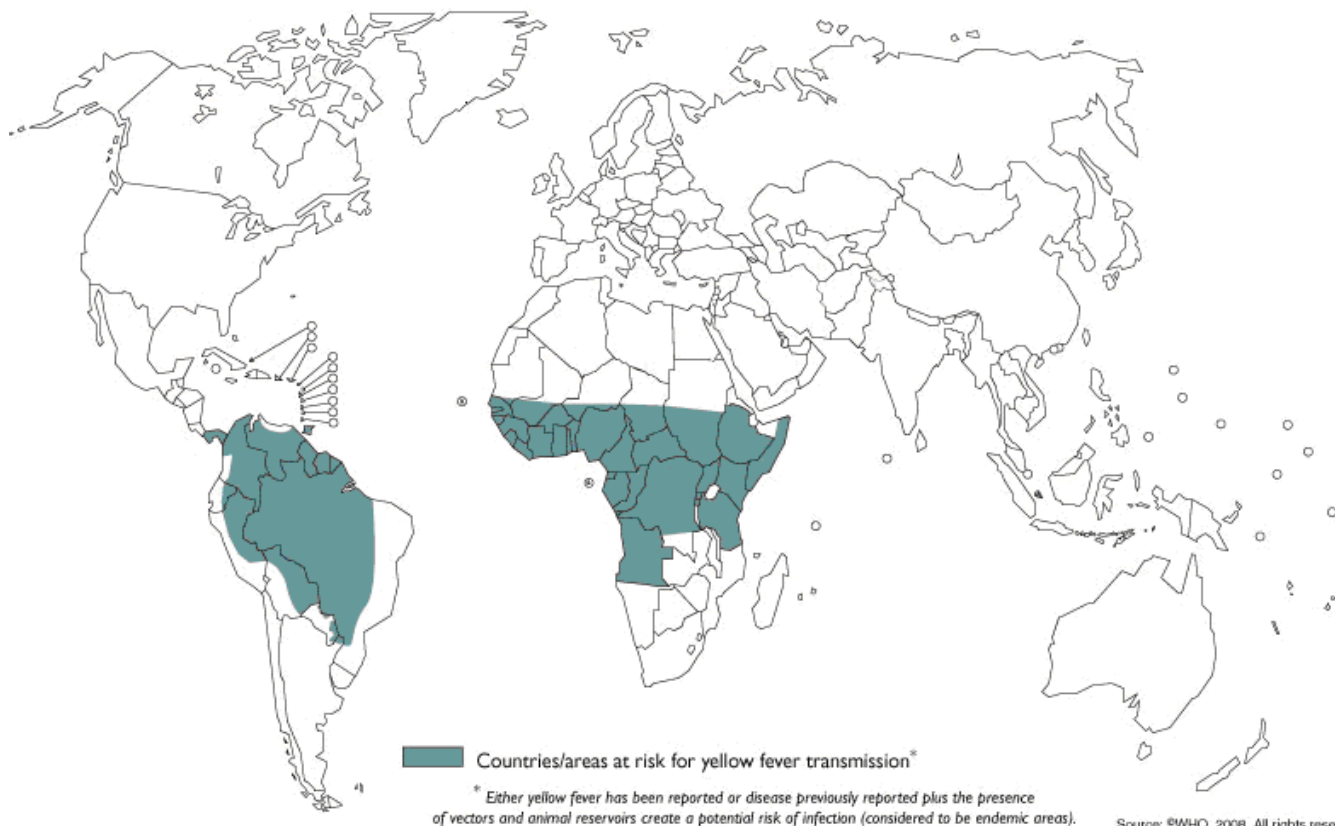 Countries/areas at risk for yellow fever transmission*
* Either yellow fever has been reported or disease previously reported plus the presence
of vectors and animal reservoirs create a potential risk of infection (considered to be endemic areas).
Source: ©WHO, 2008. All rights rese